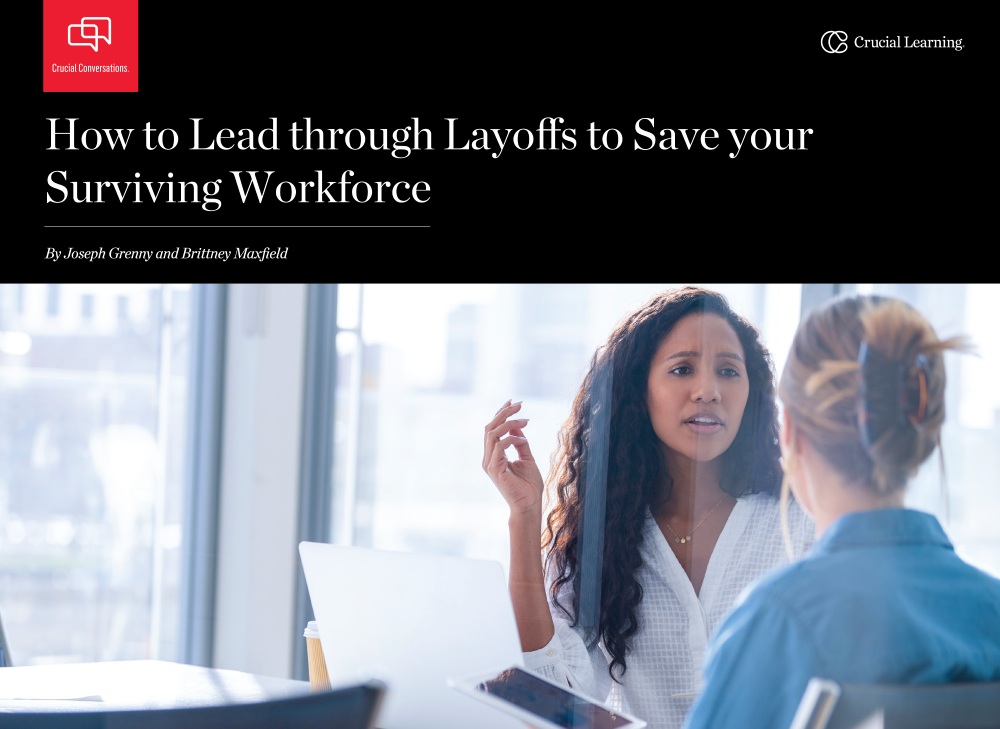 Crucial Conversations.
Crucial Learning.
How to Lead through Layoffs to Save your
Surviving Workforce
By Joseph Grenny and Brittney Maxfield